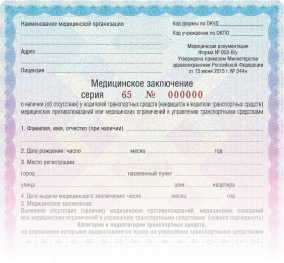 Наименование медицинской организации
Код формы по ОКУД
Код учреждения по ОКПО
Адрес
Медицинская документация
Форма № 003-В/у
Утверждена приказом Министерства
здравоохранения Российской Федерации
от 15 июня 2015 г. № 344н
Лицензия
Медицинское заключение
серия 65 № 000000
о наличии (об отсутствии) у водителей транспортных средств (кандидатов в водители транспортных средств)
медицинских противопоказаний или медицинских ограничений к управлению транспортными средствами
1. Фамилия, имя, отчество (при наличии)
2. Дата рождения: число месяц год
3. Место регистрации
город населенный пункт
улица дом квартира
4. Дата выдачи медицинского заключения: число месяц год
5. Медицинское заключение:
Выявлено отсутствие (наличие) медицинских противопоказаний, медицинских показаний
или медицинских ограничений к управлению транспортными средствами (нужное подчеркнуть)
Категории и подкатегории транспортных средств,
на управление которыми предоставляется право на управление транспортными средствами